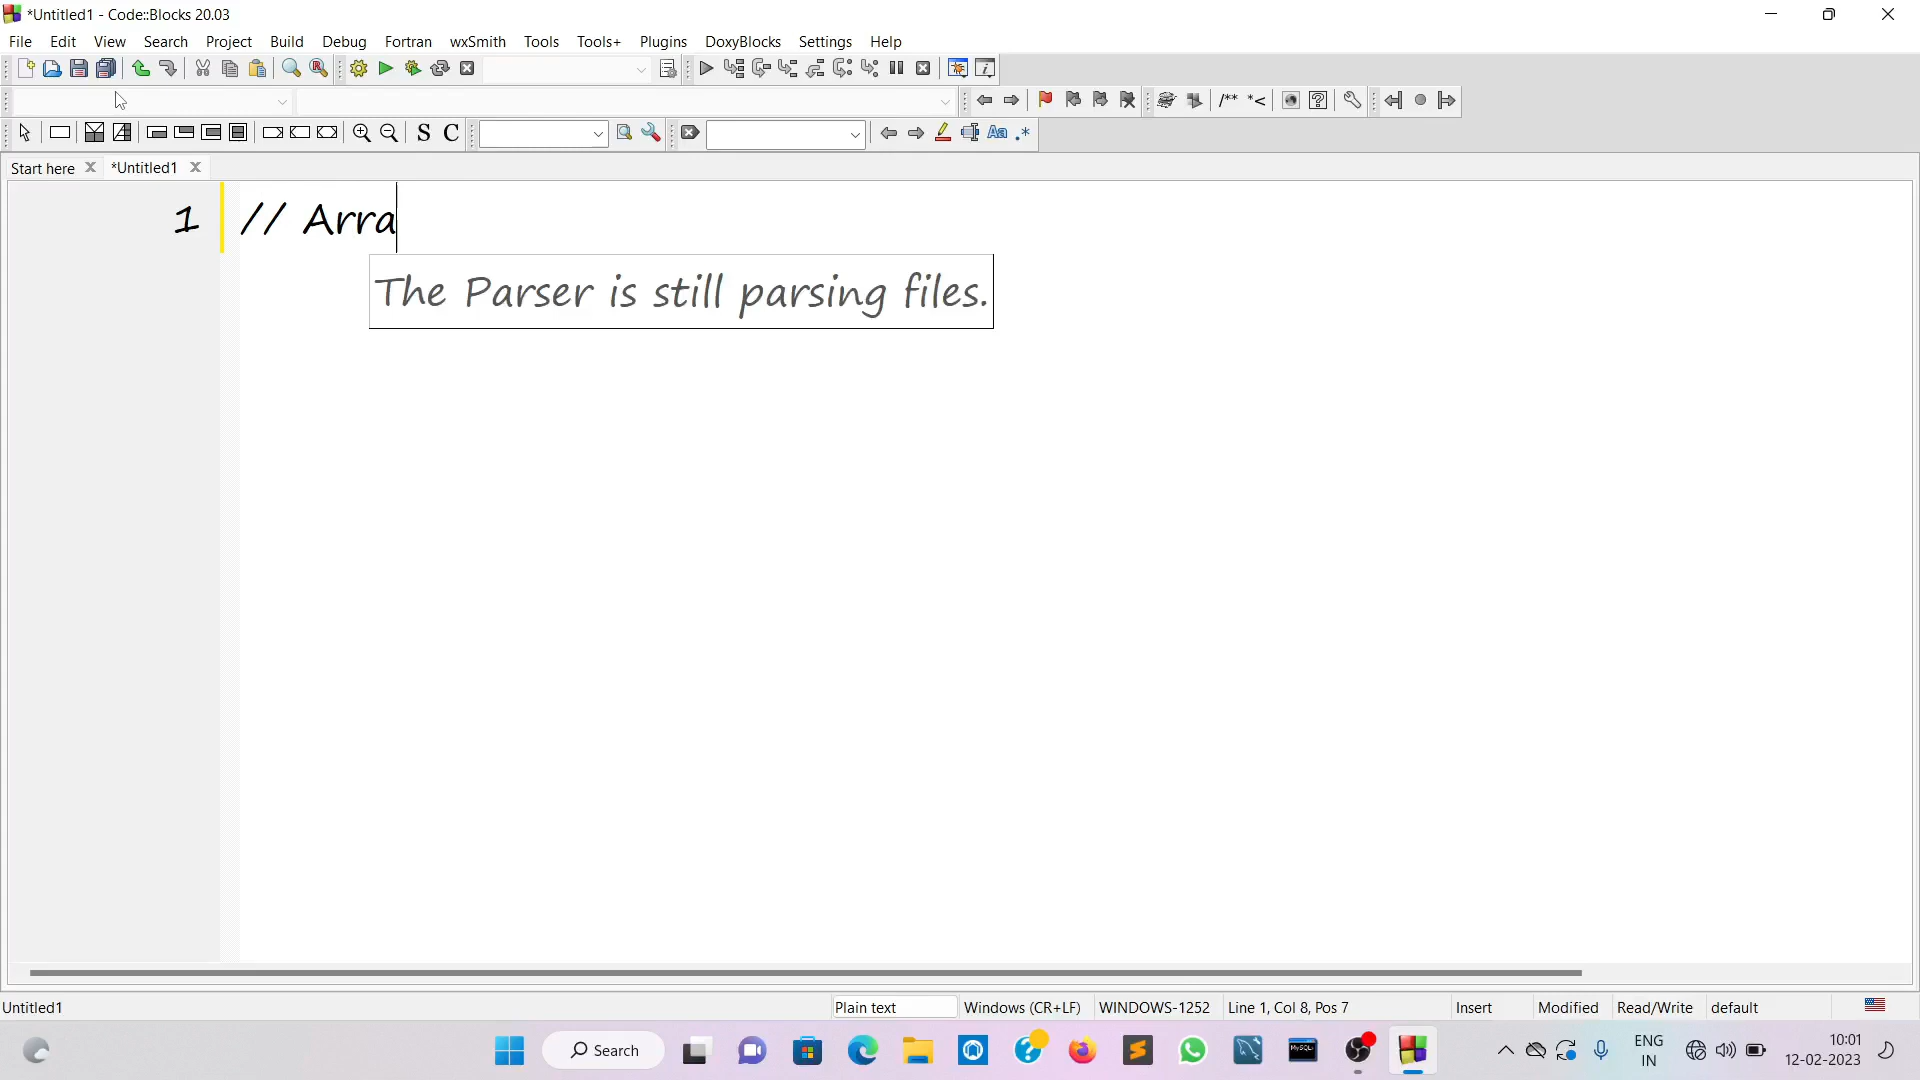 *Untitled1 - Code::Blocks 20.03
File Edit View Search Project Build Debug Fortran wxSmith Tools Tools+ Plugins DoxyBlocks Settings Help
/** *<
S C Aa .*
Start here *Untitled1
1 // Arra
The Parser is still parsing files.
Untitled1 Plain text Windows (CR+LF) WINDOWS-1252 Line 1, Col 8, Pos 7 Insert Modified Read/Write default
Search ENG 10:01
IN 12-02-2023